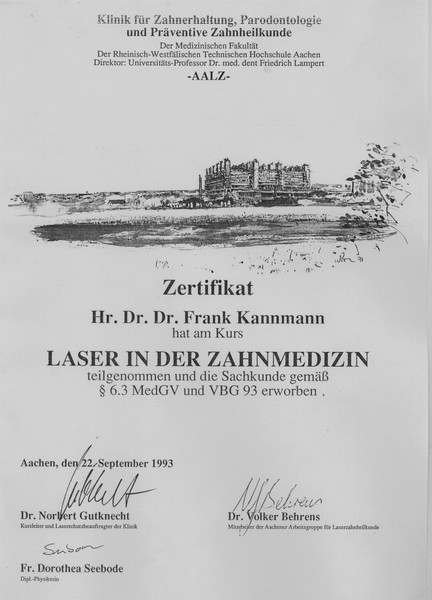 Klinik für Zahnerhaltung, Parodontologie
und Präventive Zahnheilkunde
Der Medizinischen Fakultät
Der Rheinisch-Westfälischen Technischen Hochschule Aachen
Direktor: Universitäts-Professor Dr. med. dent Friedrich Lampert
-AALZ-
Zertifikat
Hr. Dr. Dr. Frank Kannmann
hat am Kurs
LASER IN DER ZAHNMEDIZIN
teilgenommen und die Sachkunde gemäß
§ 6.3 MedGV und VBG 93 erworben .
Aachen, den 22. September 1993
Dr. Norbert Gutknecht
Kursleiter und Laserschutzbeauftragter der Klinik
Dr. Volker Behrens
Mitarbeiter der Aachener Arbeitsgruppe für Laserzahnheilkunde
Fr. Dorothea Seebode
Dipl.-Physikerin